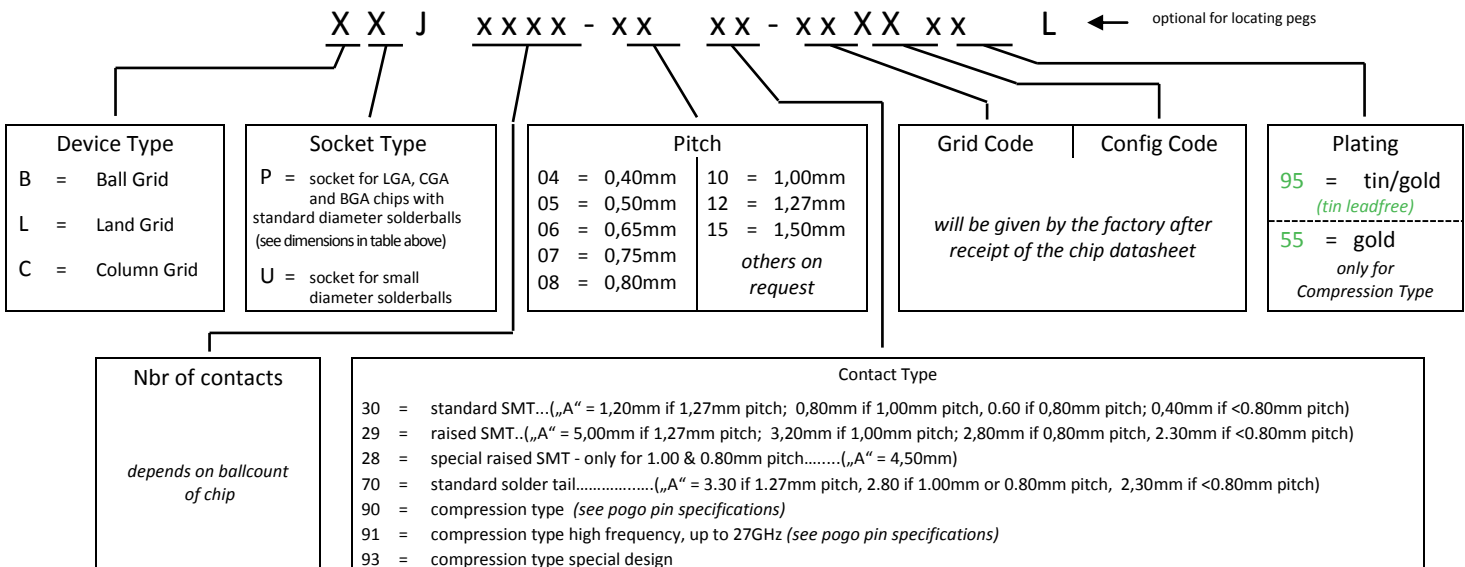 X X J xxxx - xx xx - xx XX xx L optional for locating pegs
Device Type
B = Ball Grid
L = Land Grid
C = Column Grid
Socket Type
P = socket for LGA, CGA
and BGA chips with
standard diameter solderballs
(see dimensions in table above)
U = socket for small
diameter solderballs
Pitch
04 = 0,40mm
05 = 0,50mm
06 = 0,65mm
07 = 0,75mm
08 = 0,80mm
10 = 1,00mm
12 = 1,27mm
15 = 1,50mm
others on
request
Grid Code Config Code
will be given by the factory after
receipt of the chip datasheet
Plating
95 = tin/gold
(tin leadfree)
55 = gold
only for
Compression Type
Nbr of contacts
depends on ballcount
of chip
Contact Type
30 = standard SMT...(„A“ = 1,20mm if 1,27mm pitch; 0,80mm if 1,00mm pitch, 0.60 if 0,80mm pitch; 0,40mm if <0.80mm pitch)
29 = raised SMT..(„A“ = 5,00mm if 1,27mm pitch; 3,20mm if 1,00mm pitch; 2,80mm if 0,80mm pitch, 2.30mm if <0.80mm pitch)
28 = special raised SMT - only for 1.00 & 0.80mm pitch........(„A“ = 4,50mm)
70 = standard solder tail.....................(„A“ = 3.30 if 1.27mm pitch, 2.80 if 1.00mm or 0.80mm pitch, 2,30mm if <0.80mm pitch)
90 = compression type (see pogo pin specifications)
91 = compression type high frequency, up to 27GHz (see pogo pin specifications)
93 = compression type special design